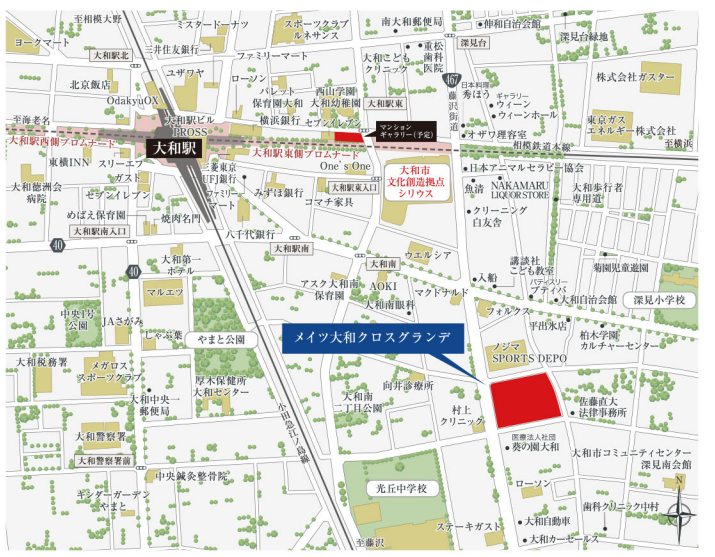 至相模大野
ミスタードーナツ
スポーツクラブ
ルネサンス
南大和郵便局
伸和自治会館
深見台緑地
ヨークマート
大和駅北
三井住友銀行
ファミリーマート
大和こども
クリニック
重松
歯科
医院
深見台
北京飯店
ユザワヤ
ローソン
パレット
保育園大和
西山学園
大和幼稚園
467
日本料理
秀ほう
ギャラリー
ウィーン
ウィーンホール
株式会社ガスター
OdakyuOX
大和駅東
藤沢街道
至海老名
大和駅ビル
PROSS
横浜銀行
セブンイレブン
マンション
ギャラリー(予定)
オザワ理容室
東京ガス
エネルギー株式会社
大和駅西側プロムナード
大和駅
大和駅東側プロムナード
相模鉄道本線
至横浜
東横INN
スリーエフ
ガスト
三菱東京
UFJ銀行
One's One
大和市
文化創造拠点
シリウス
日本アニマルセラピー協会
大和徳洲会
病院
セブンイレブン
ファミリー
マート
みずほ銀行
大和駅東入口
コマチ家具
魚清
NAKAMARU
LIQUOR STORE
大和歩行者
専用道
めばえ保育園
焼肉名門
クリーニング
白友舎
大和駅南入口
八千代銀行
40
大和駅南
ウエルシア
講談社
こども教室
40
大和第一
ホテル
大和南
入船
菊園児童遊園
マルエツ
アスク大和南
保育園
AOKI
マクドナルド
パティスリー
プティパ
大和自治会館
深見小学校
中央1号
公園
JAさがみ
大和南眼科
フォルクス
しゃぶ葉
やまと公園
メイツ大和クロスグランデ
平出氷店
柏木学園
カルチャーセンター
大和税務署
メガロス
スポーツクラブ
ノジマ
SPORTS DEPO
厚木保健所
大和センター
向井診療所
大和中央一
郵便局
大和南
二丁目公園
村上
クリニック
佐藤直大
法律事務所
小田急江ノ島線
大和警察署
医療法人社団
葵の園大和
大和警察署前
大和市コミュニティセンター
深見南会館
中央鍼灸整骨院
N
光丘中学校
ローソン
キンダーガーデン
やまと
歯科クリニック中村
ステーキガスト
大和自動車
至藤沢
大和カーセールス